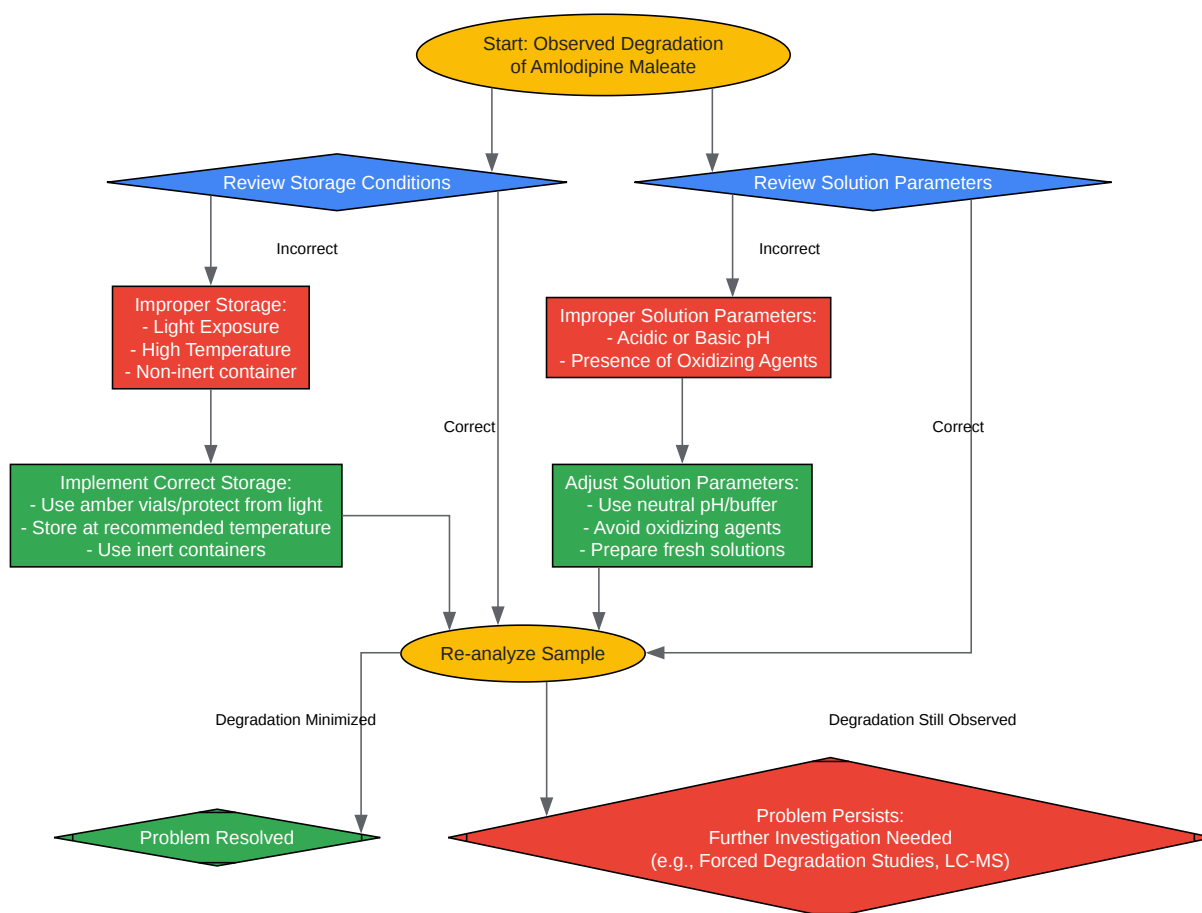 Start: Observed Degradation
of Amlodipine Maleate
Review Storage Conditions
Review Solution Parameters
Incorrect
Incorrect
Improper Storage:
- Light Exposure
- High Temperature
- Non-inert container
Improper Solution Parameters:
- Acidic or Basic pH
- Presence of Oxidizing Agents
Correct
Correct
Implement Correct Storage:
- Use amber vials/protect from light
- Store at recommended temperature
- Use inert containers
Adjust Solution Parameters:
- Use neutral pH/buffer
- Avoid oxidizing agents
- Prepare fresh solutions
Re-analyze Sample
Degradation Minimized
Degradation Still Observed
Problem Resolved
Problem Persists:
Further Investigation Needed
(e.g., Forced Degradation Studies, LC-MS)